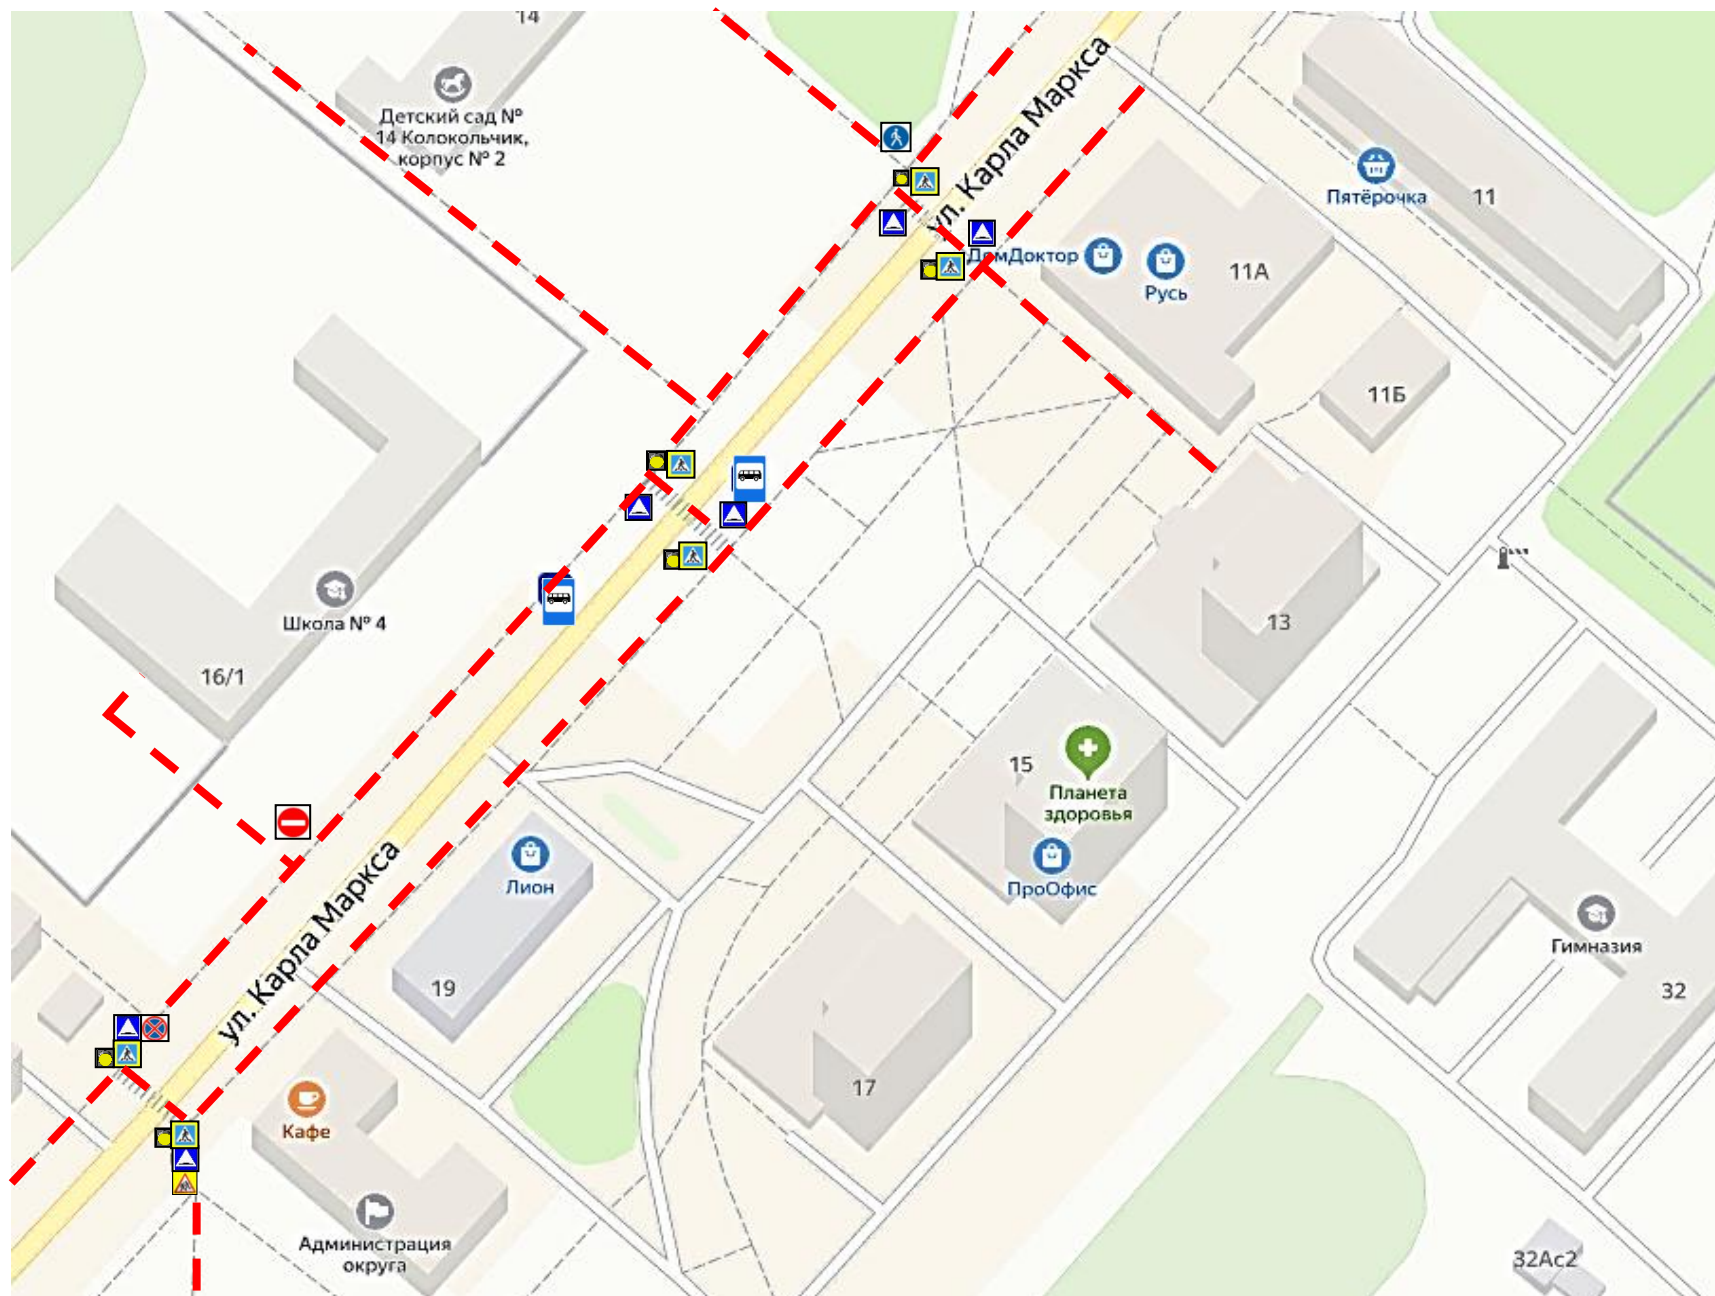 14
Детский сад №
14 Колокольчик,
корпус № 2
ул. Карла Маркса
Пятёрочка
11
ДомДоктор
Русь
11А
11Б
Школа № 4
16/1
13
15
Планета
здоровья
ПроОфис
Лион
19
ул. Карла Маркса
Гимназия
32
17
Кафе
Администрация
округа
32Ас2